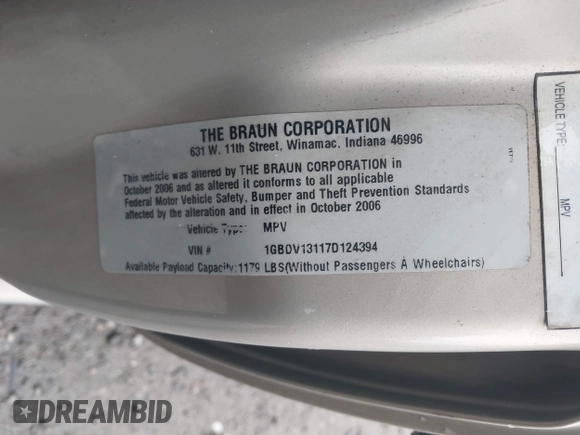 THE BRAUN CORPORATION
631 W. 11th Street, Winamac, Indiana 46996
This vehicle was altered by THE BRAUN CORPORATION in
October 2006 and as altered it conforms to all applicable
Federal Motor Vehicle Safety, Bumper and Theft Prevention Standards
affected by the alteration and in effect in October 2006
Vehicle Type: MPV
VIN # 1GBDV13117D124394
Available Payload Capacity:1179 LBS(Without Passengers & Wheelchairs)
VEHICLE TYPE:
MPV
DREAMBID